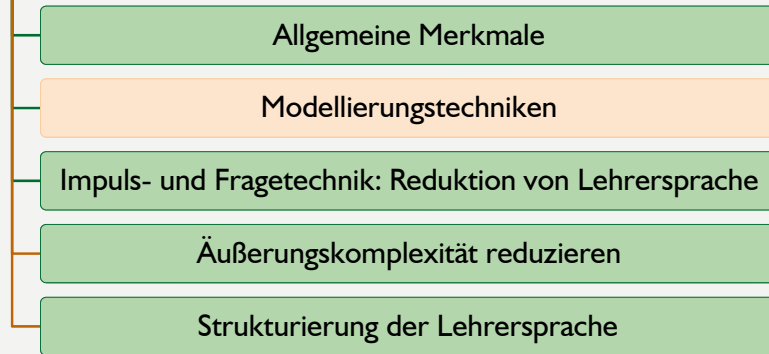 Allgemeine Merkmale
Modellierungstechniken
Impuls- und Fragetechnik: Reduktion von Lehrersprache
Äußerungskomplexität reduzieren
Strukturierung der Lehrersprache